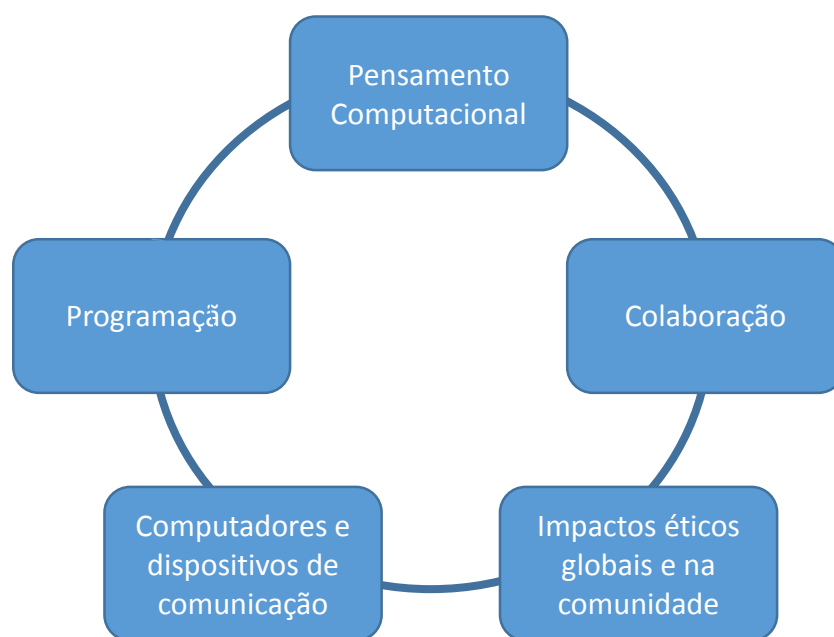 Pensamento
Computacional
Programação
Colaboração
Computadores e
dispositivos de
comunicação
Impactos éticos
globais e na
comunidade